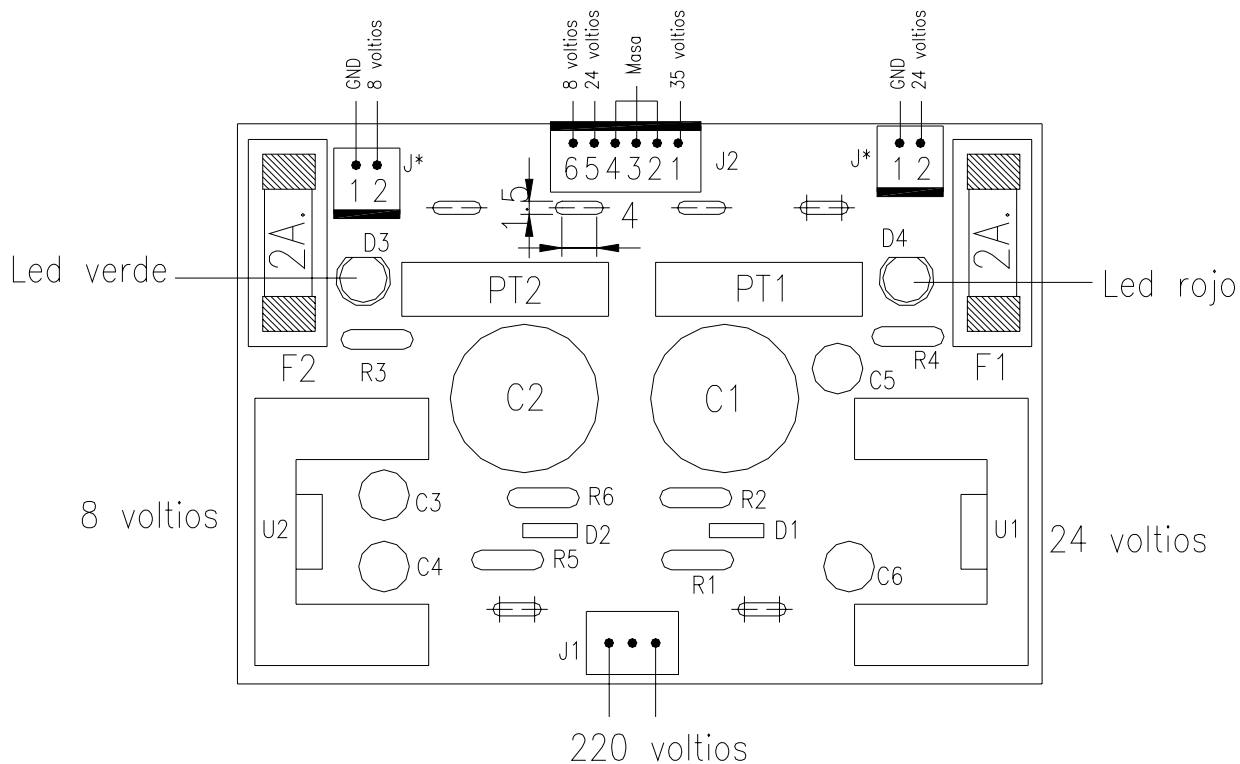 GND
8 voltios
8 voltios
24 voltios
Masa
35 voltios
GND
24 voltios
J*
1 2
6 5 4 3 2 1
J2
J*
1 2
1.5
4
2A.
2A.
D3
D4
Led verde
Led rojo
PT2
PT1
F2
R3
R4
F1
C5
C2
C1
8 voltios
U2
C3
C4
R6
R2
D2
D1
R5
R1
C6
U1
24 voltios
J1
220 voltios